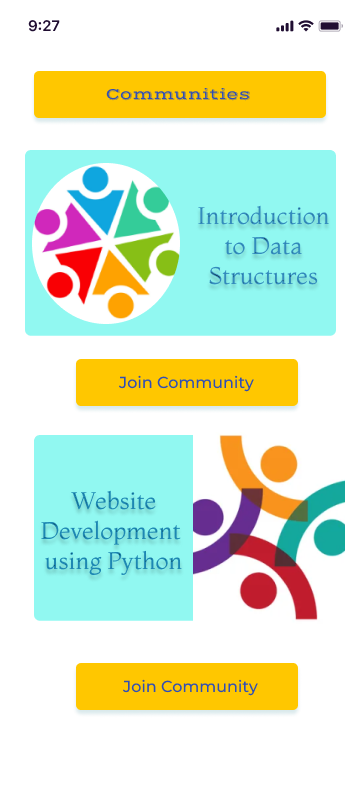 9:27
Communities
Introduction
to Data
Structures
Join Community
Website
Development
using Python
Join Community